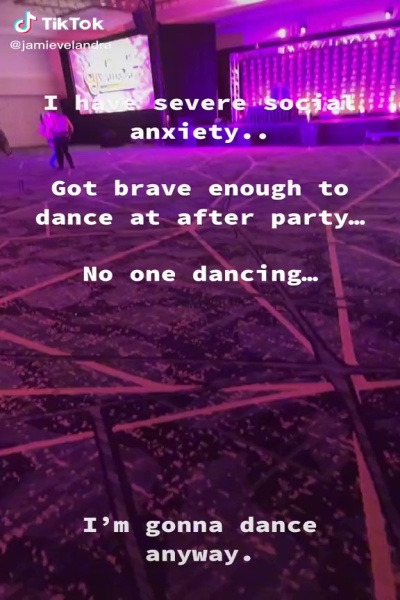 TikTok
@jamievelandra
I have severe social
anxiety..
Got brave enough to
dance at after party…
No one dancing…
I'm gonna dance
anyway.